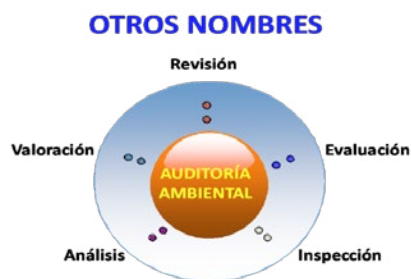 OTROS NOMBRES
Revisión
Valoración
Evaluación
AUDITORÍA
AMBIENTAL
Análisis
Inspección